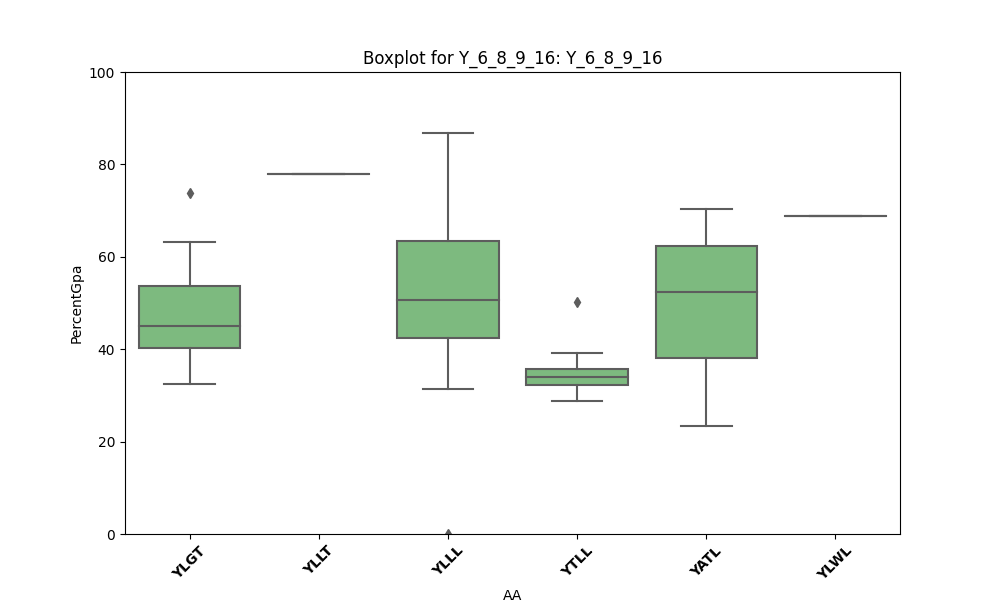 Boxplot for Y_6_8_9_16: Y_6_8_9_16
100
80
60
40
20
0
PercentGpa
YLGT
YLLT
YLLL
YTLL
YATL
YLWL
AA